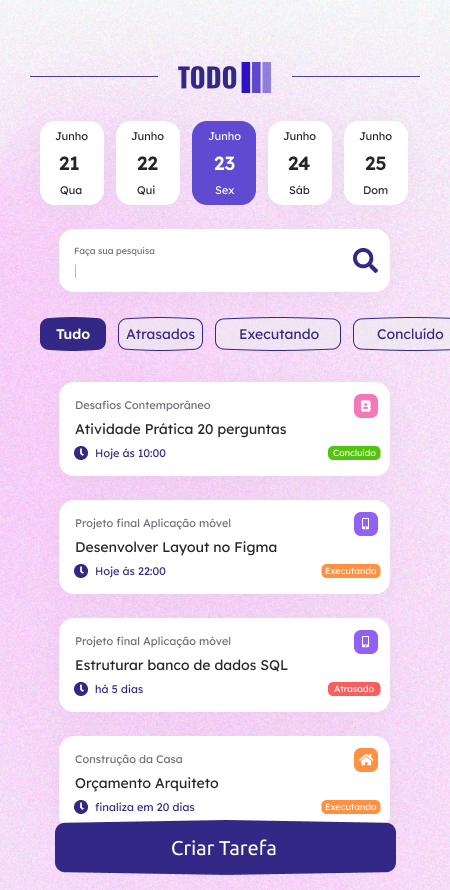 TODO
Junho Junho Junho Junho Junho
21 22 23 24 25
Qua Qui Sex Sáb Dom
Faça sua pesquisa
Tudo Atrasados Executando Concluído
Desafios Contemporâneo
Atividade Prática 20 perguntas
Hoje ás 10:00 Concluído
Projeto final Aplicação móvel
Desenvolver Layout no Figma
Hoje ás 22:00 Executando
Projeto final Aplicação móvel
Estruturar banco de dados SQL
há 5 dias Atrasado
Construção da Casa
Orçamento Arquiteto
finaliza em 20 dias Executando
Criar Tarefa